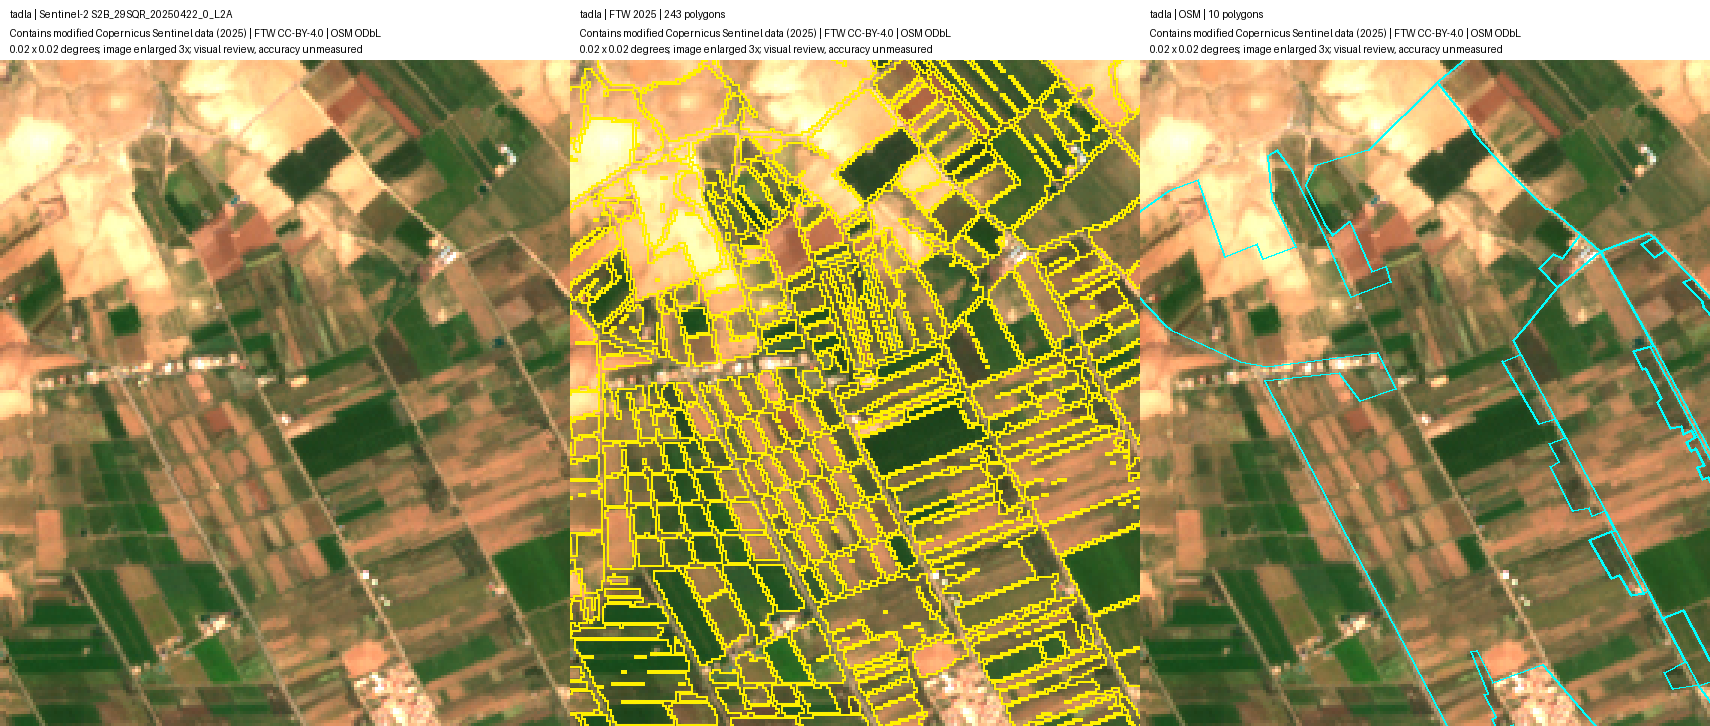 tadla | Sentinel-2 S2B_29SQR_20250422_0_L2A
Contains modified Copernicus Sentinel data (2025) | FTW CC-BY-4.0 | OSM ODbL
0.02 x 0.02 degrees; image enlarged 3x; visual review, accuracy unmeasured
tadla | FTW 2025 | 243 polygons
Contains modified Copernicus Sentinel data (2025) | FTW CC-BY-4.0 | OSM ODbL
0.02 x 0.02 degrees; image enlarged 3x; visual review, accuracy unmeasured
tadla | OSM | 10 polygons
Contains modified Copernicus Sentinel data (2025) | FTW CC-BY-4.0 | OSM ODbL
0.02 x 0.02 degrees; image enlarged 3x; visual review, accuracy unmeasured